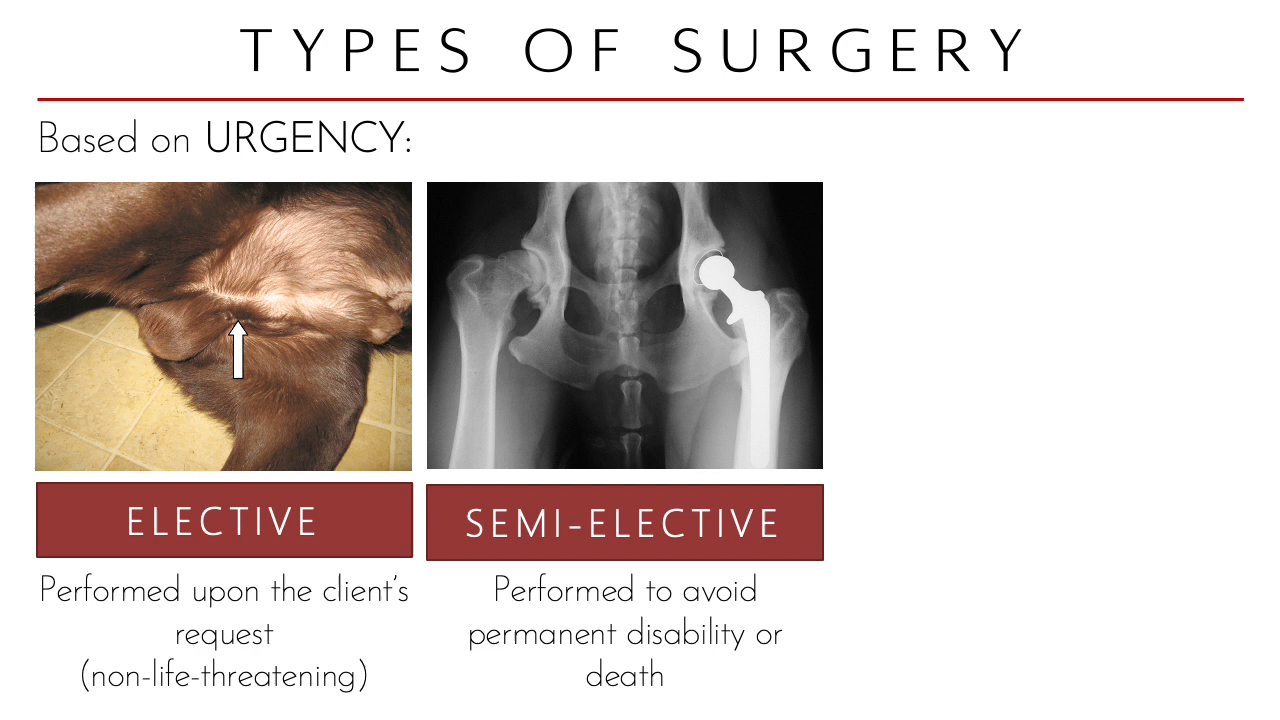 TYPES OF SURGERY
Based on URGENCY:
ELECTIVE
Performed upon the client’s
request
(non-life-threatening)
SEMI-ELECTIVE
Performed to avoid
permanent disability or
death